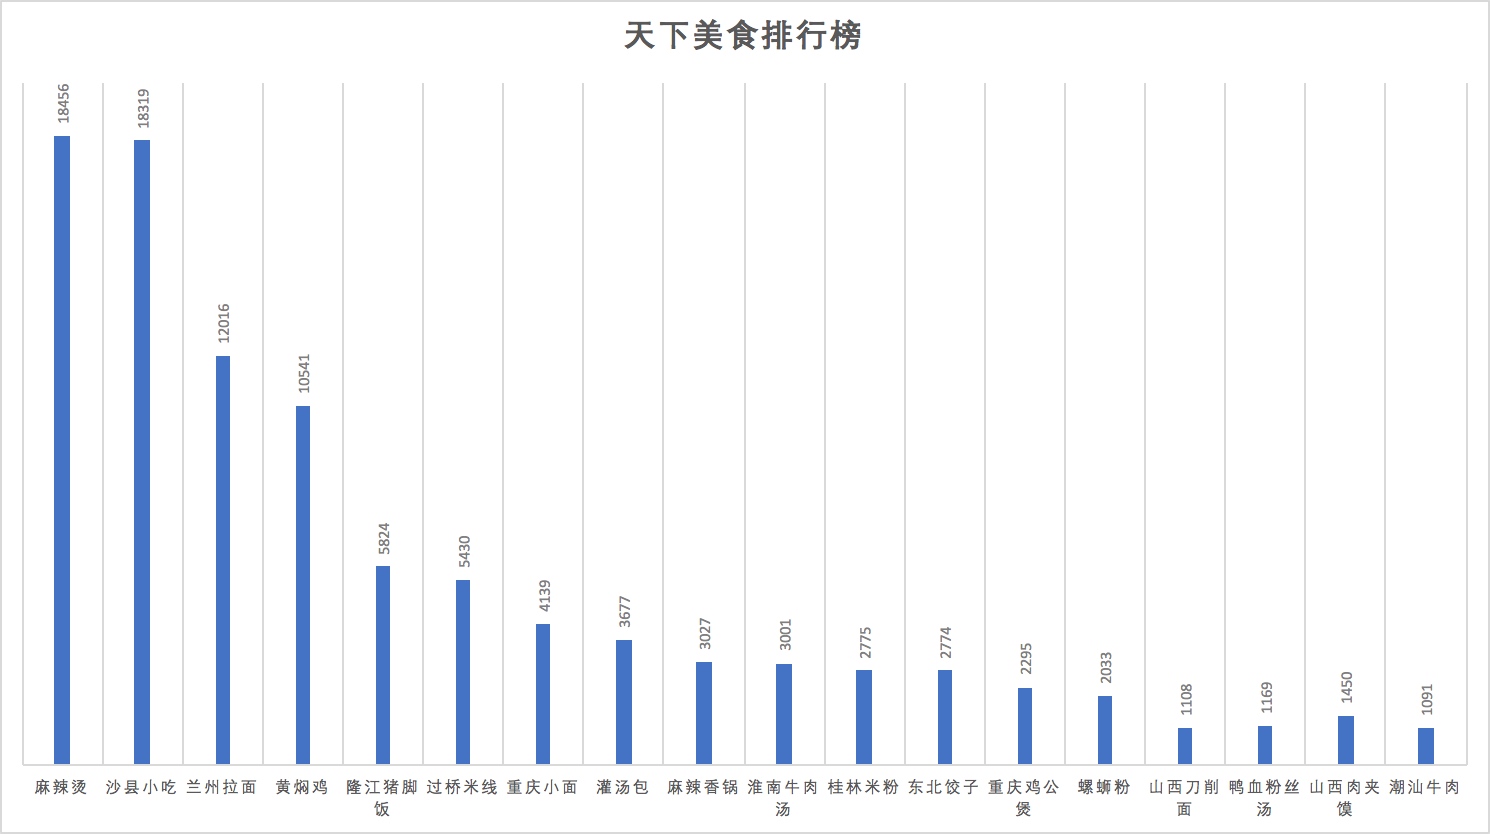 天下美食排行榜
18456
18319
12016
10541
5824
5430
4139
3677
3027
3001
2775
2774
2295
2033
1108
1169
1450
1091
麻辣烫
沙县小吃
兰州拉面
黄焖鸡
隆江猪脚
饭
过桥米线
重庆小面
灌汤包
麻辣香锅
淮南牛肉
汤
桂林米粉
东北饺子
重庆鸡公
煲
螺蛳粉
山西刀削
面
鸭血粉丝
汤
山西肉夹
馍
潮汕牛肉